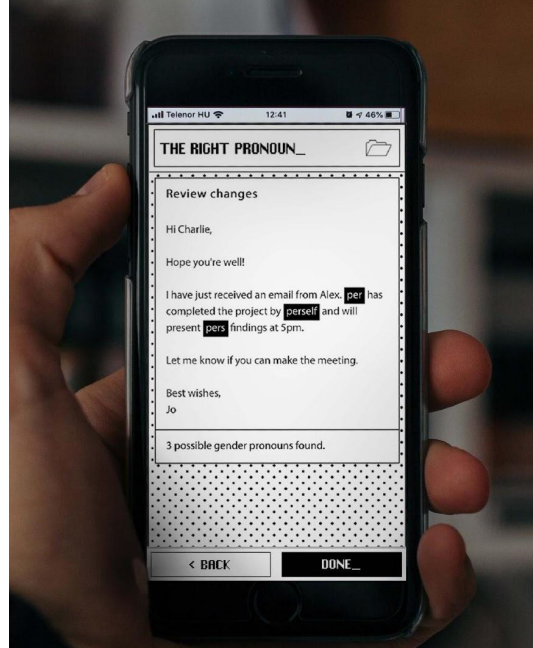 Telenor HU 12:41 46%
THE RIGHT PRONOUN_
Review changes
Hi Charlie,
Hope you're well!
I have just received an email from Alex. per has
completed the project by perself and will
present pers findings at 5pm.
Let me know if you can make the meeting.
Best wishes,
Jo
3 possible gender pronouns found.
< BACK DONE_